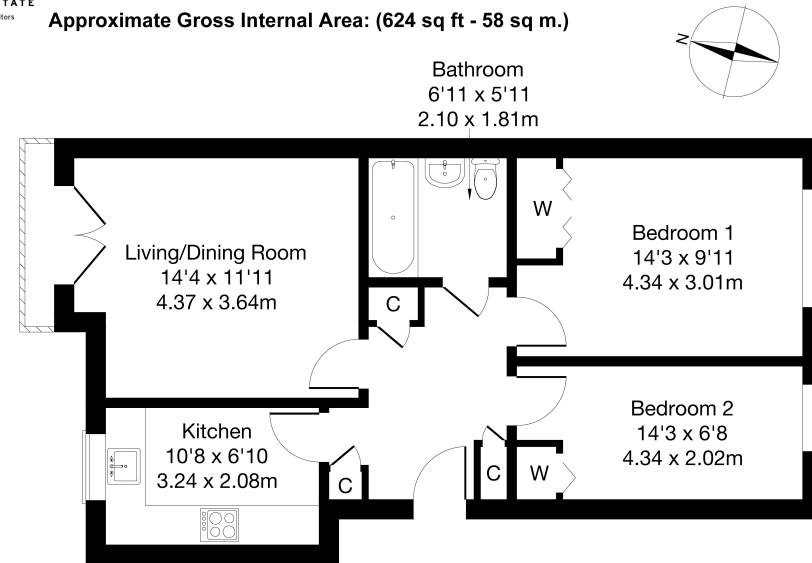 TATE
itors
Approximate Gross Internal Area: (624 sq ft - 58 sq m.)
N
Bathroom
6'11 x 5'11
2.10 x 1.81m
W
Bedroom 1
14'3 x 9'11
4.34 x 3.01m
Living/Dining Room
14'4 x 11'11
4.37 x 3.64m
C
Kitchen
10'8 x 6'10
3.24 x 2.08m
C
C
W
Bedroom 2
14'3 x 6'8
4.34 x 2.02m